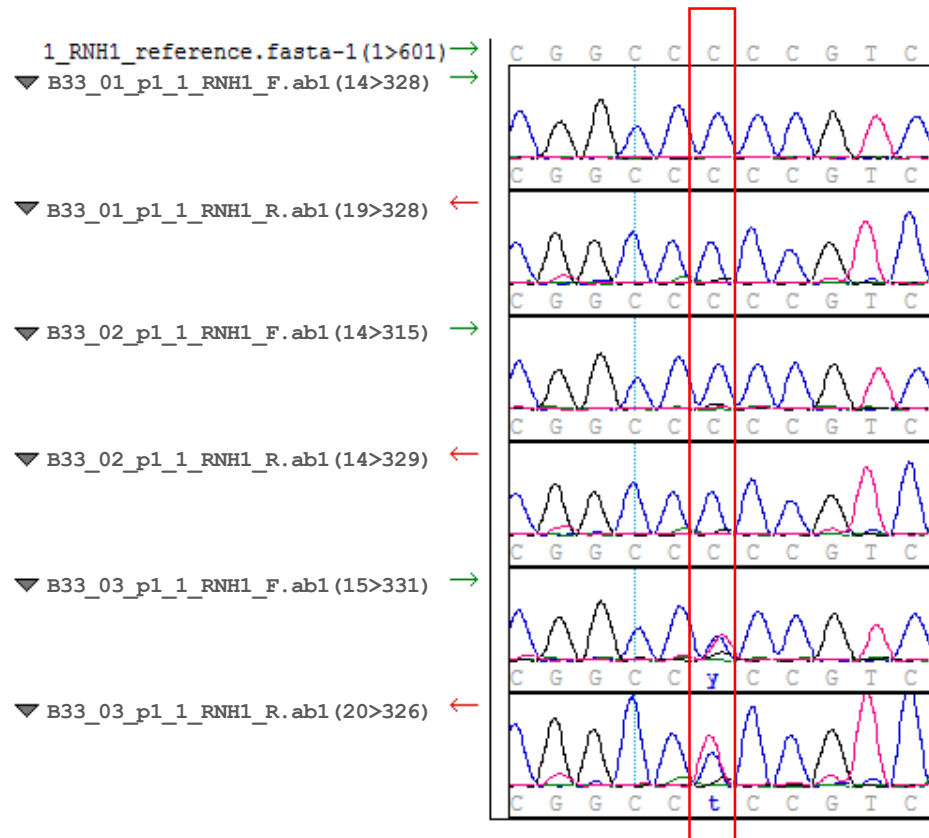 1_RNH1_reference.fasta-1(1>601) → C G G C C C C C G T C
B33_01_p1_1_RNH1_F.ab1(14>328) →
C G G C C C C C G T C
B33_01_p1_1_RNH1_R.ab1(19>328) ←
C G G C C C C C G T C
B33_02_p1_1_RNH1_F.ab1(14>315) →
C G G C C C C C G T C
B33_02_p1_1_RNH1_R.ab1(14>329) ←
C G G C C C C C G T C
B33_03_p1_1_RNH1_F.ab1(15>331) →
C G G C C y C C G T C
B33_03_p1_1_RNH1_R.ab1(20>326) ←
C G G C C t C C G T C